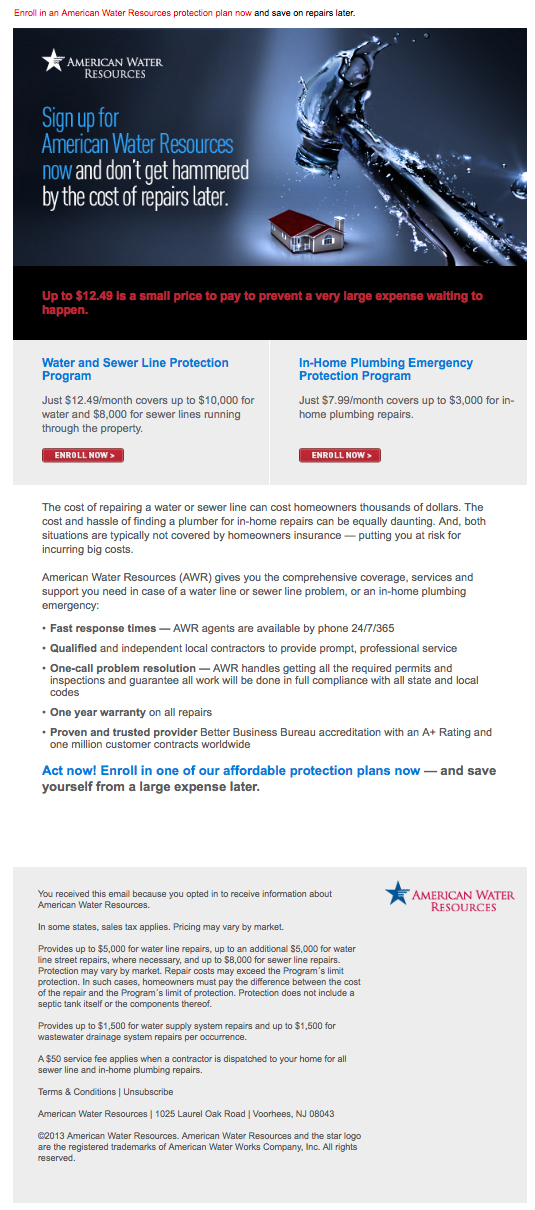 Enroll in an American Water Resources protection plan now and save on repairs later.
AMERICAN WATER
RESOURCES
Sign up for
American Water Resources
now and don't get hammered
by the cost of repairs later.
Up to $12.49 is a small price to pay to prevent a very large expense waiting to
happen.
Water and Sewer Line Protection
Program
Just $12.49/month covers up to $10,000 for
water and $8,000 for sewer lines running
through the property.
ENROLL NOW >
In-Home Plumbing Emergency
Protection Program
Just $7.99/month covers up to $3,000 for in-
home plumbing repairs.
ENROLL NOW >
The cost of repairing a water or sewer line can cost homeowners thousands of dollars. The
cost and hassle of finding a plumber for in-home repairs can be equally daunting. And, both
situations are typically not covered by homeowners insurance — putting you at risk for
incurring big costs.
American Water Resources (AWR) gives you the comprehensive coverage, services and
support you need in case of a water line or sewer line problem, or an in-home plumbing
emergency:
• Fast response times — AWR agents are available by phone 24/7/365
• Qualified and independent local contractors to provide prompt, professional service
• One-call problem resolution — AWR handles getting all the required permits and
inspections and guarantee all work will be done in full compliance with all state and local
codes
• One year warranty on all repairs
• Proven and trusted provider Better Business Bureau accreditation with an A+ Rating and
one million customer contracts worldwide
Act now! Enroll in one of our affordable protection plans now — and save
yourself from a large expense later.
AMERICAN WATER
RESOURCES
You received this email because you opted in to receive information about
American Water Resources.
In some states, sales tax applies. Pricing may vary by market.
Provides up to $5,000 for water line repairs, up to an additional $5,000 for water
line street repairs, where necessary, and up to $8,000 for sewer line repairs.
Protection may vary by market. Repair costs may exceed the Program´s limit
protection. In such cases, homeowners must pay the difference between the cost
of the repair and the Program´s limit of protection. Protection does not include a
septic tank itself or the components thereof.
Provides up to $1,500 for water supply system repairs and up to $1,500 for
wastewater drainage system repairs per occurrence.
A $50 service fee applies when a contractor is dispatched to your home for all
sewer line and in-home plumbing repairs.
Terms & Conditions | Unsubscribe
American Water Resources | 1025 Laurel Oak Road | Voorhees, NJ 08043
©2013 American Water Resources. American Water Resources and the star logo
are the registered trademarks of American Water Works Company, Inc. All rights
reserved.